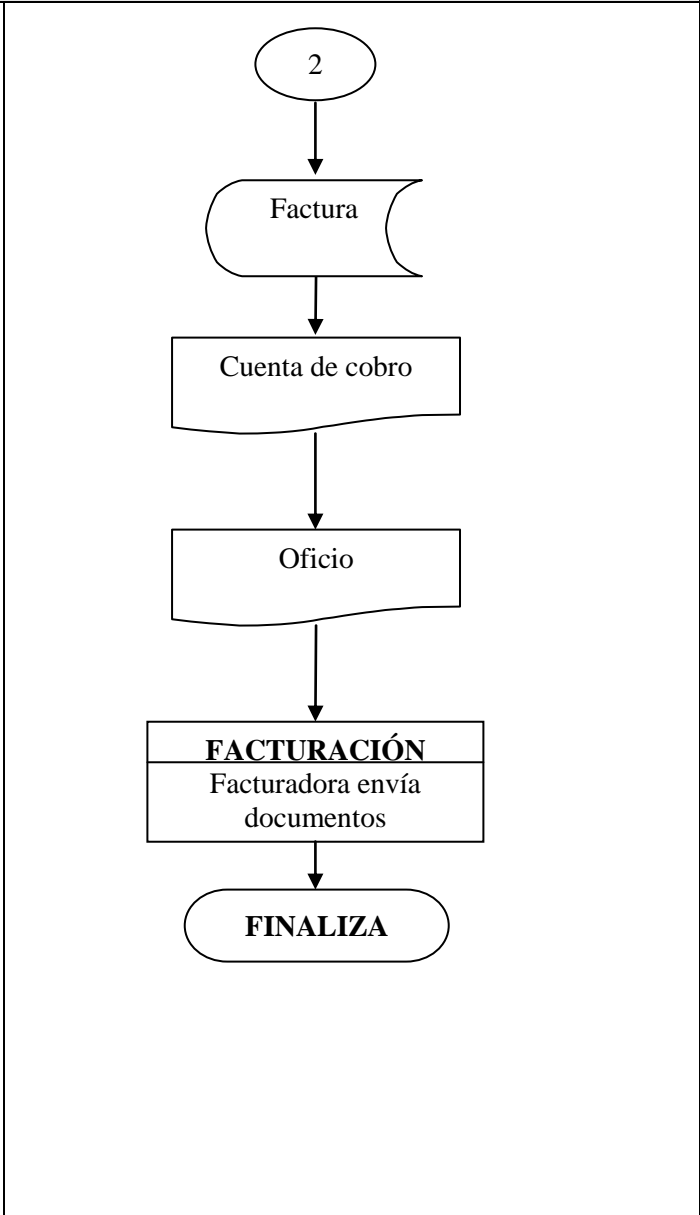 2
Factura
Cuenta de cobro
Oficio
FACTURACIÓN
Facturadora envía
documentos
FINALIZA